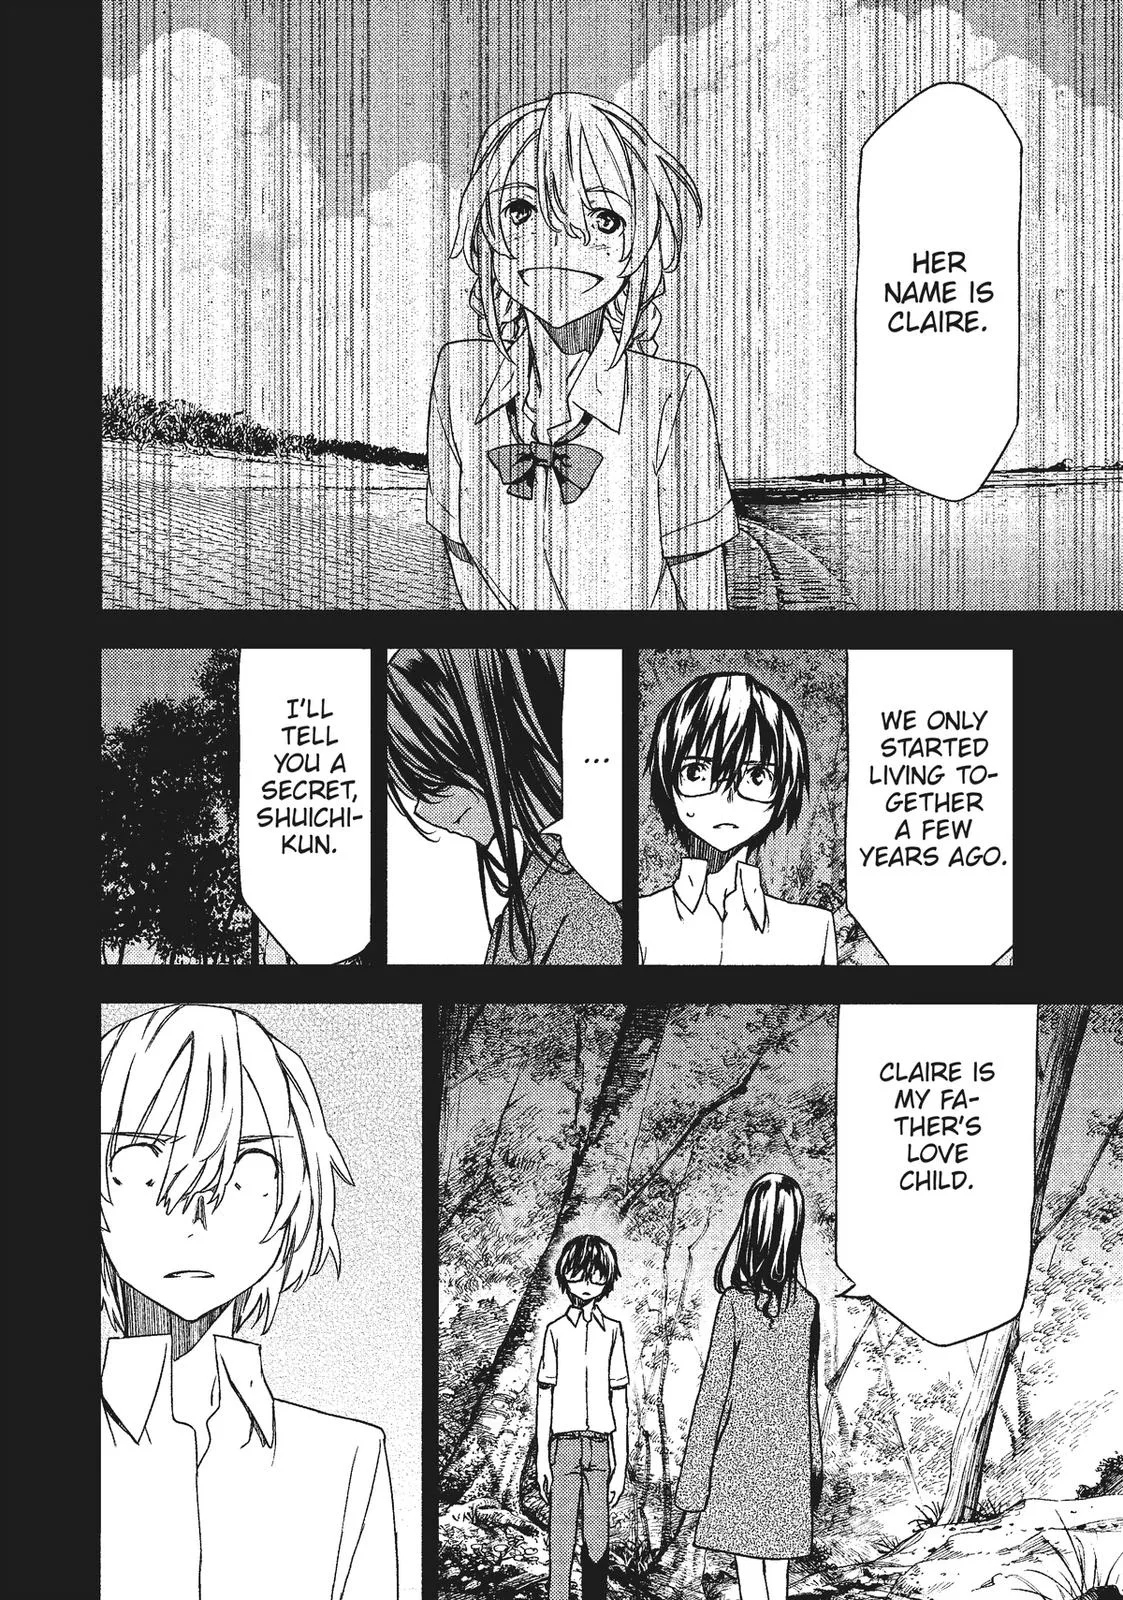 HER
NAME IS
CLAIRE.
WE ONLY
STARTED
LIVING TO-
GETHER
A FEW
YEARS AGO.
...
I'LL
TELL
YOU A
SECRET,
SHUICHI-
KUN.
CLAIRE IS
MY FA-
THER'S
LOVE
CHILD.